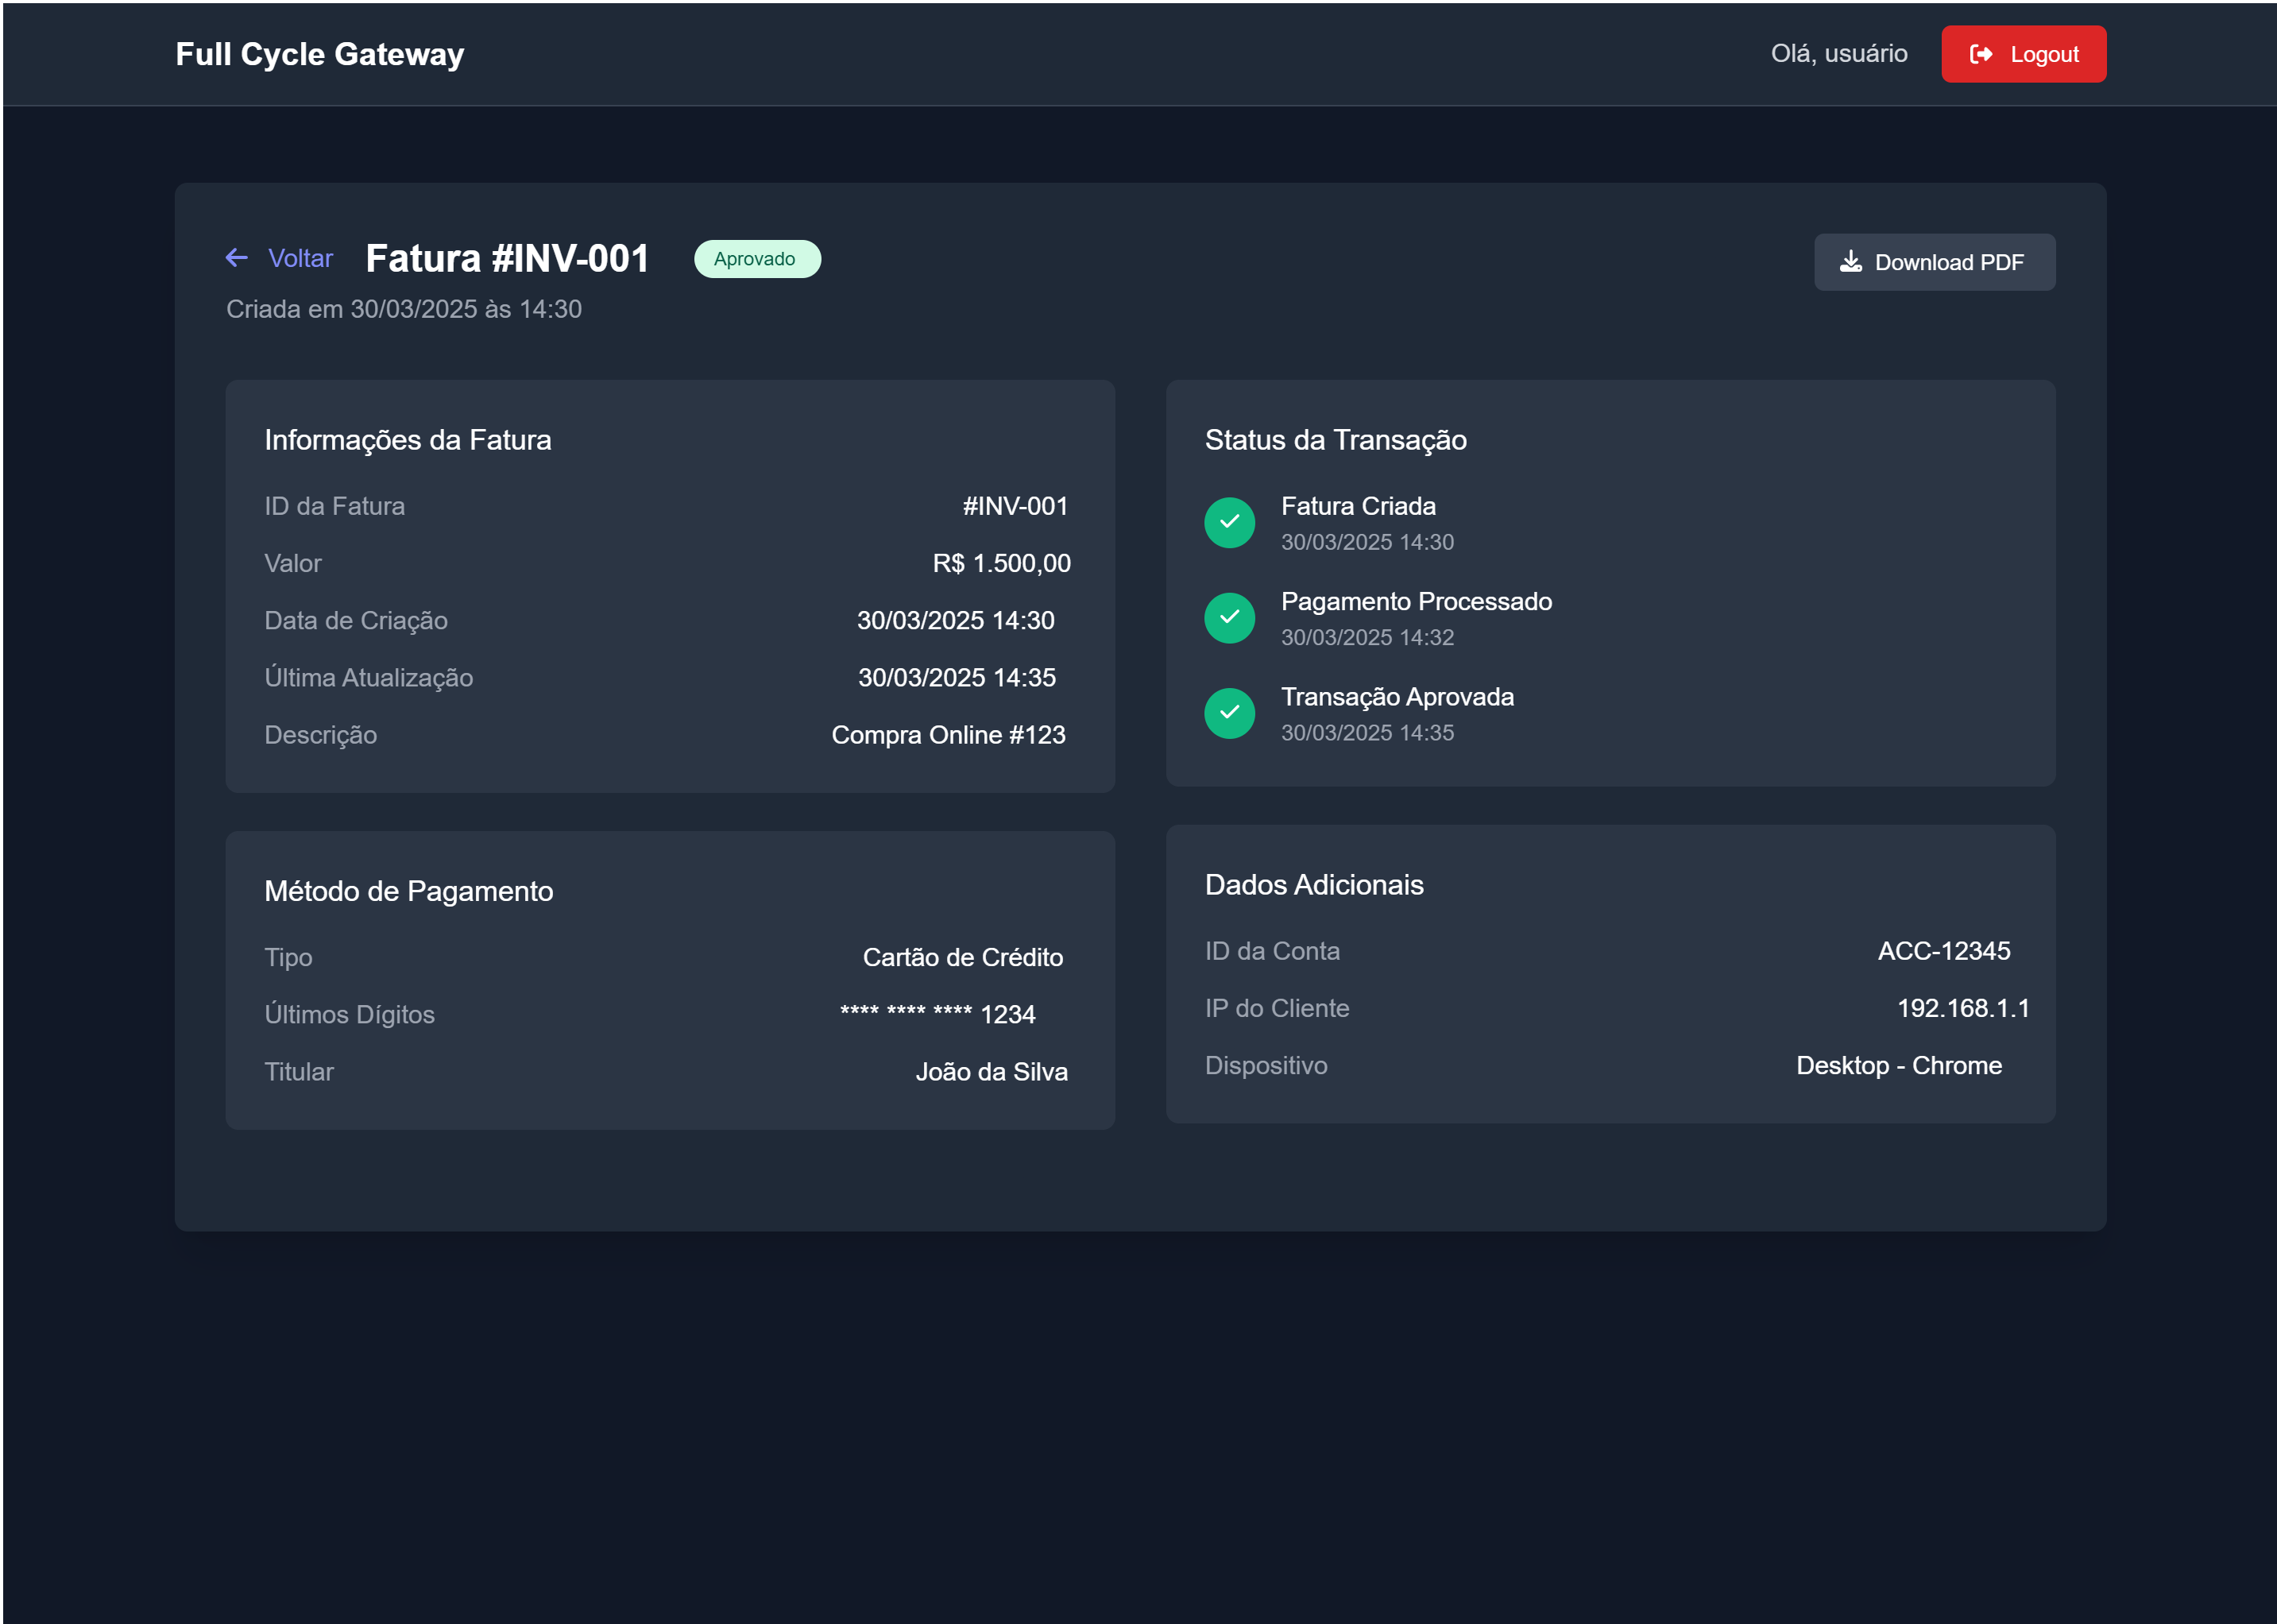 Full Cycle Gateway
Olá, usuário
Logout
Voltar
Fatura #INV-001
Aprovado
Download PDF
Criada em 30/03/2025 às 14:30
Informações da Fatura
ID da Fatura #INV-001
Valor R$ 1.500,00
Data de Criação 30/03/2025 14:30
Última Atualização 30/03/2025 14:35
Descrição Compra Online #123
Método de Pagamento
Tipo Cartão de Crédito
Últimos Dígitos **** **** **** 1234
Titular João da Silva
Status da Transação
Fatura Criada
30/03/2025 14:30
Pagamento Processado
30/03/2025 14:32
Transação Aprovada
30/03/2025 14:35
Dados Adicionais
ID da Conta ACC-12345
IP do Cliente 192.168.1.1
Dispositivo Desktop - Chrome